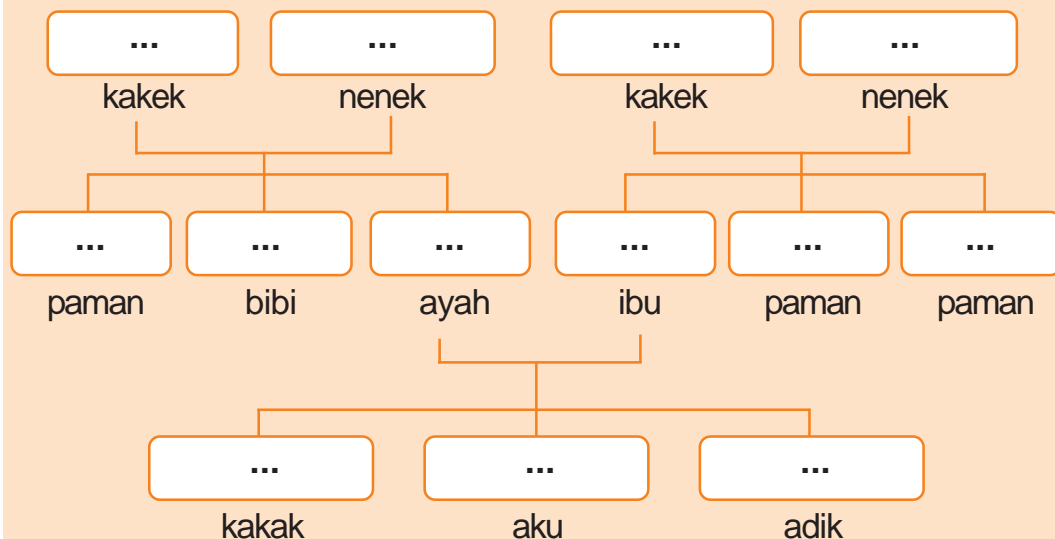 ... ... ... ...
kakek nenek kakek nenek
... ... ... ... ... ...
paman bibi ayah ibu paman paman
... ... ...
kakak aku adik